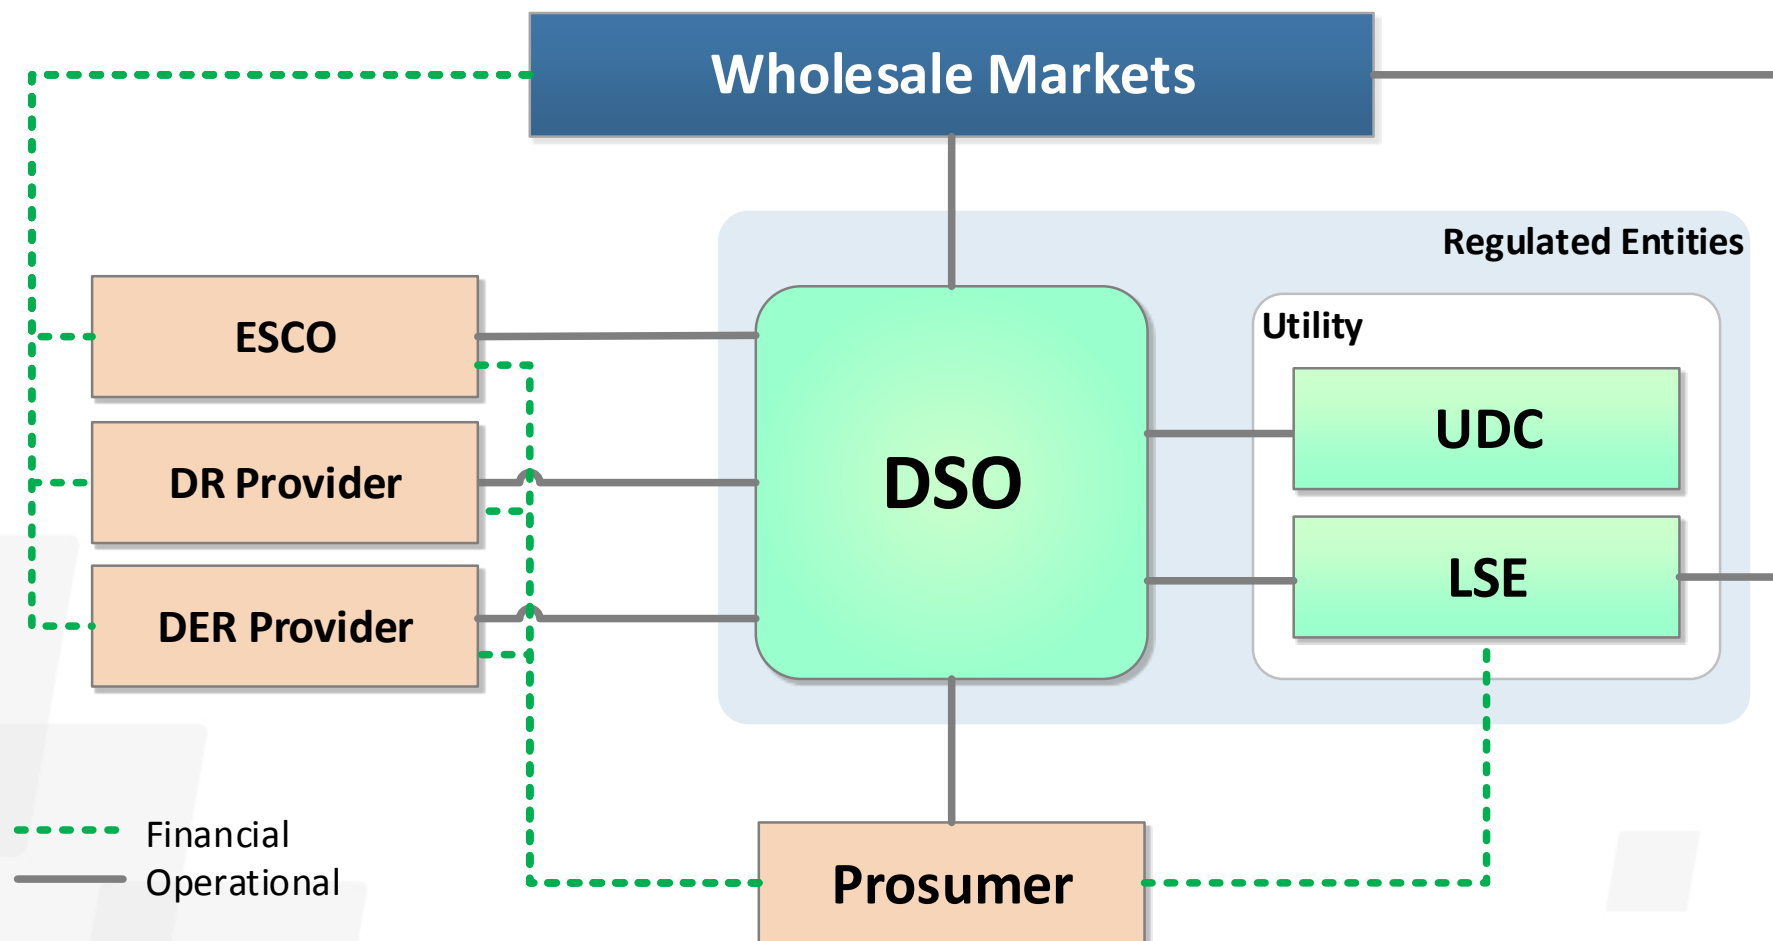 Wholesale Markets
Regulated Entities
ESCO
Utility
UDC
DR Provider
DSO
LSE
DER Provider
Financial
Operational
Prosumer